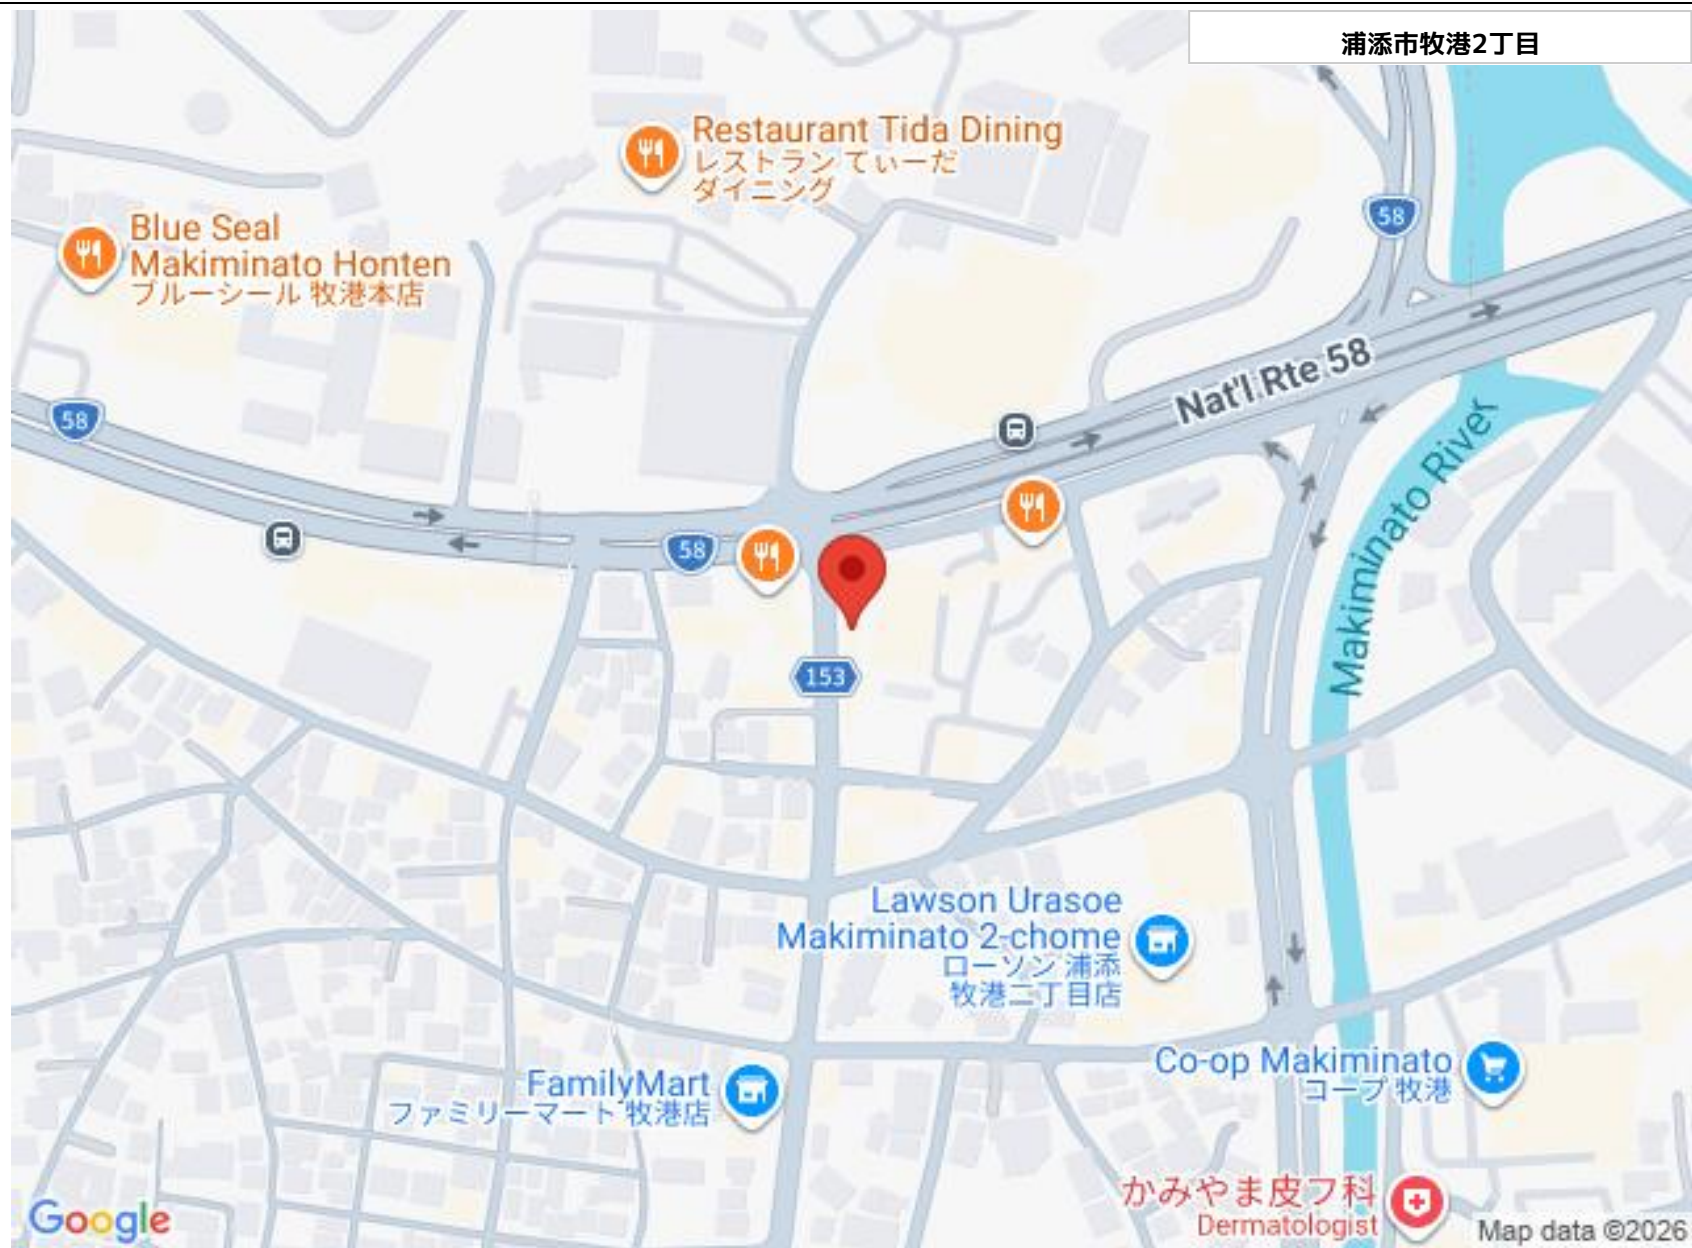 浦添市牧港2丁目
Restaurant Tida Dining
レストラン てぃーだ
ダイニング
Blue Seal
Makiminato Honten
ブルーシール 牧港本店
58
58
Nat'l Rte 58
58
Makiminato River
153
Lawson Urasoe
Makiminato 2-chome
ローソン 浦添
牧港二丁目店
Co-op Makiminato
コープ 牧港
FamilyMart
ファミリーマート 牧港店
かみやま皮フ科
Dermatologist
Google
Map data ©2026